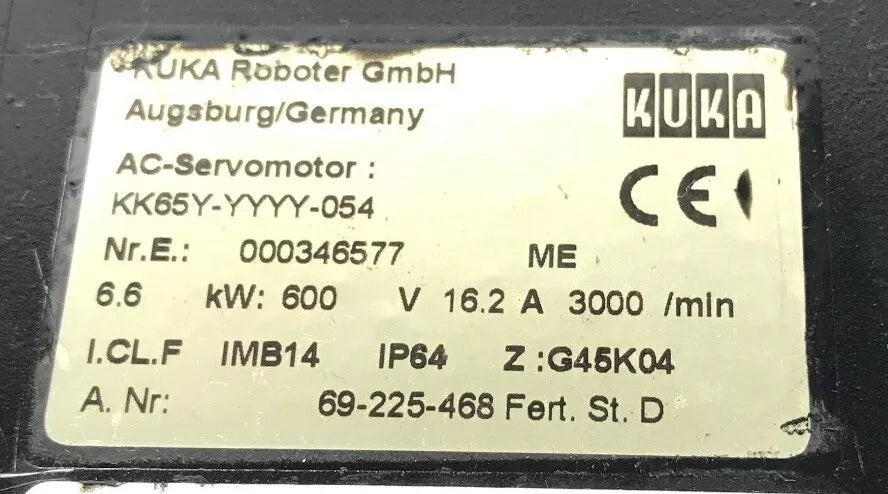 KUKA Roboter GmbH
KUKA
Augsburg/Germany
AC-Servomotor :
CE
KK65Y-YYYY-054
Nr.E.: 000346577 ME
6.6 kW: 600 V 16.2 A 3000 /min
I.CL.F IMB14 IP64 Z :G45K04
A. Nr: 69-225-468 Fert. St. D